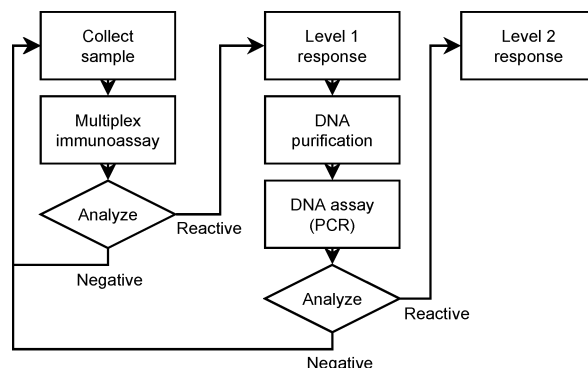 Collect
sample
Multiplex
immunoassay
Analyze
Reactive
Negative
Level 1
response
DNA
purification
DNA assay
(PCR)
Analyze
Reactive
Negative
Level 2
response